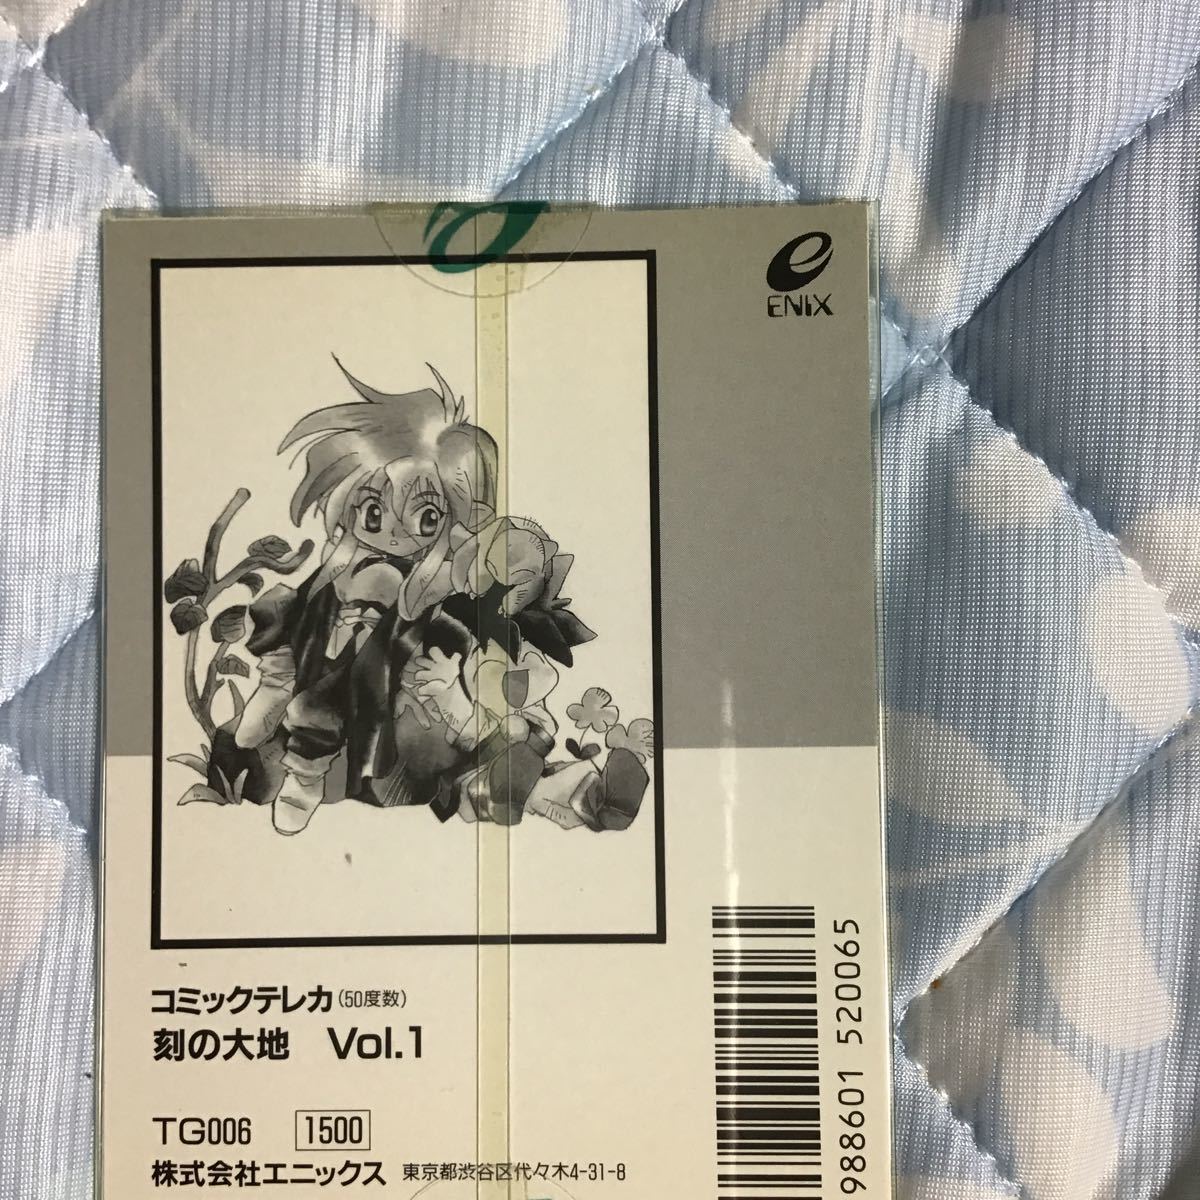 ENIX
コミックテレカ(50度数)
刻の大地 Vol.1
TG006 1500
株式会社エニックス 東京都渋谷区代々木4-31-8
988601 520065